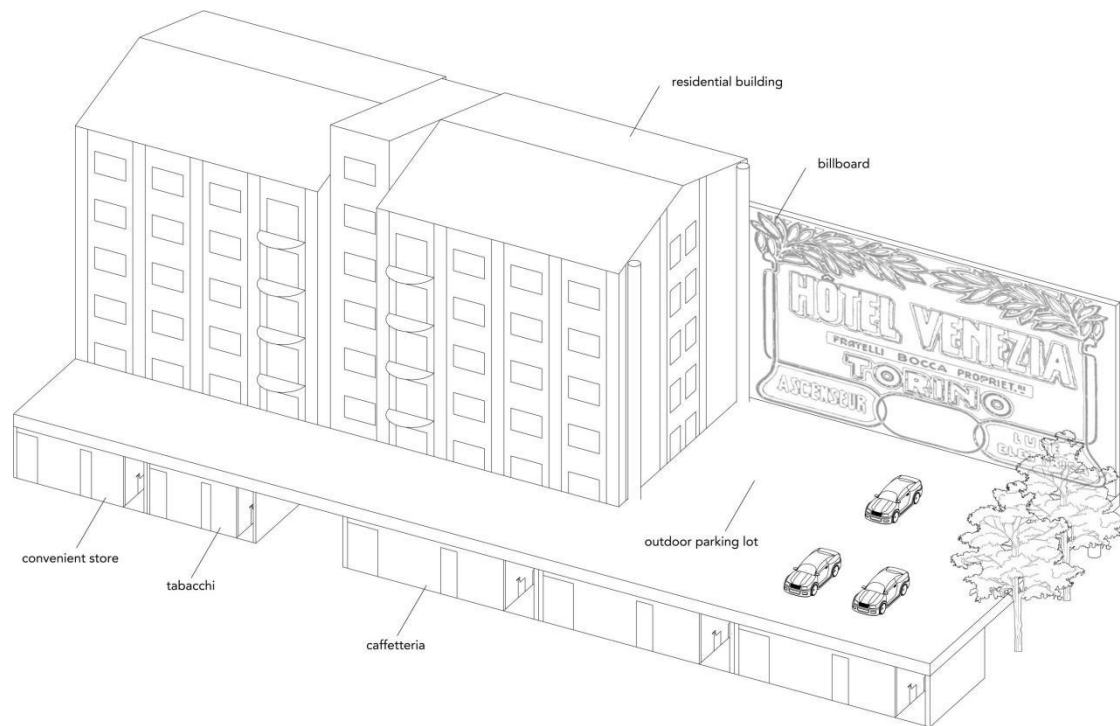 residential building
billboard
HÔTEL VENEZIA
FRATELLI BOCCA PROPRIET.RI
TORINO
ASCENSEUR
outdoor parking lot
convenient store
tabacchi
caffetteria